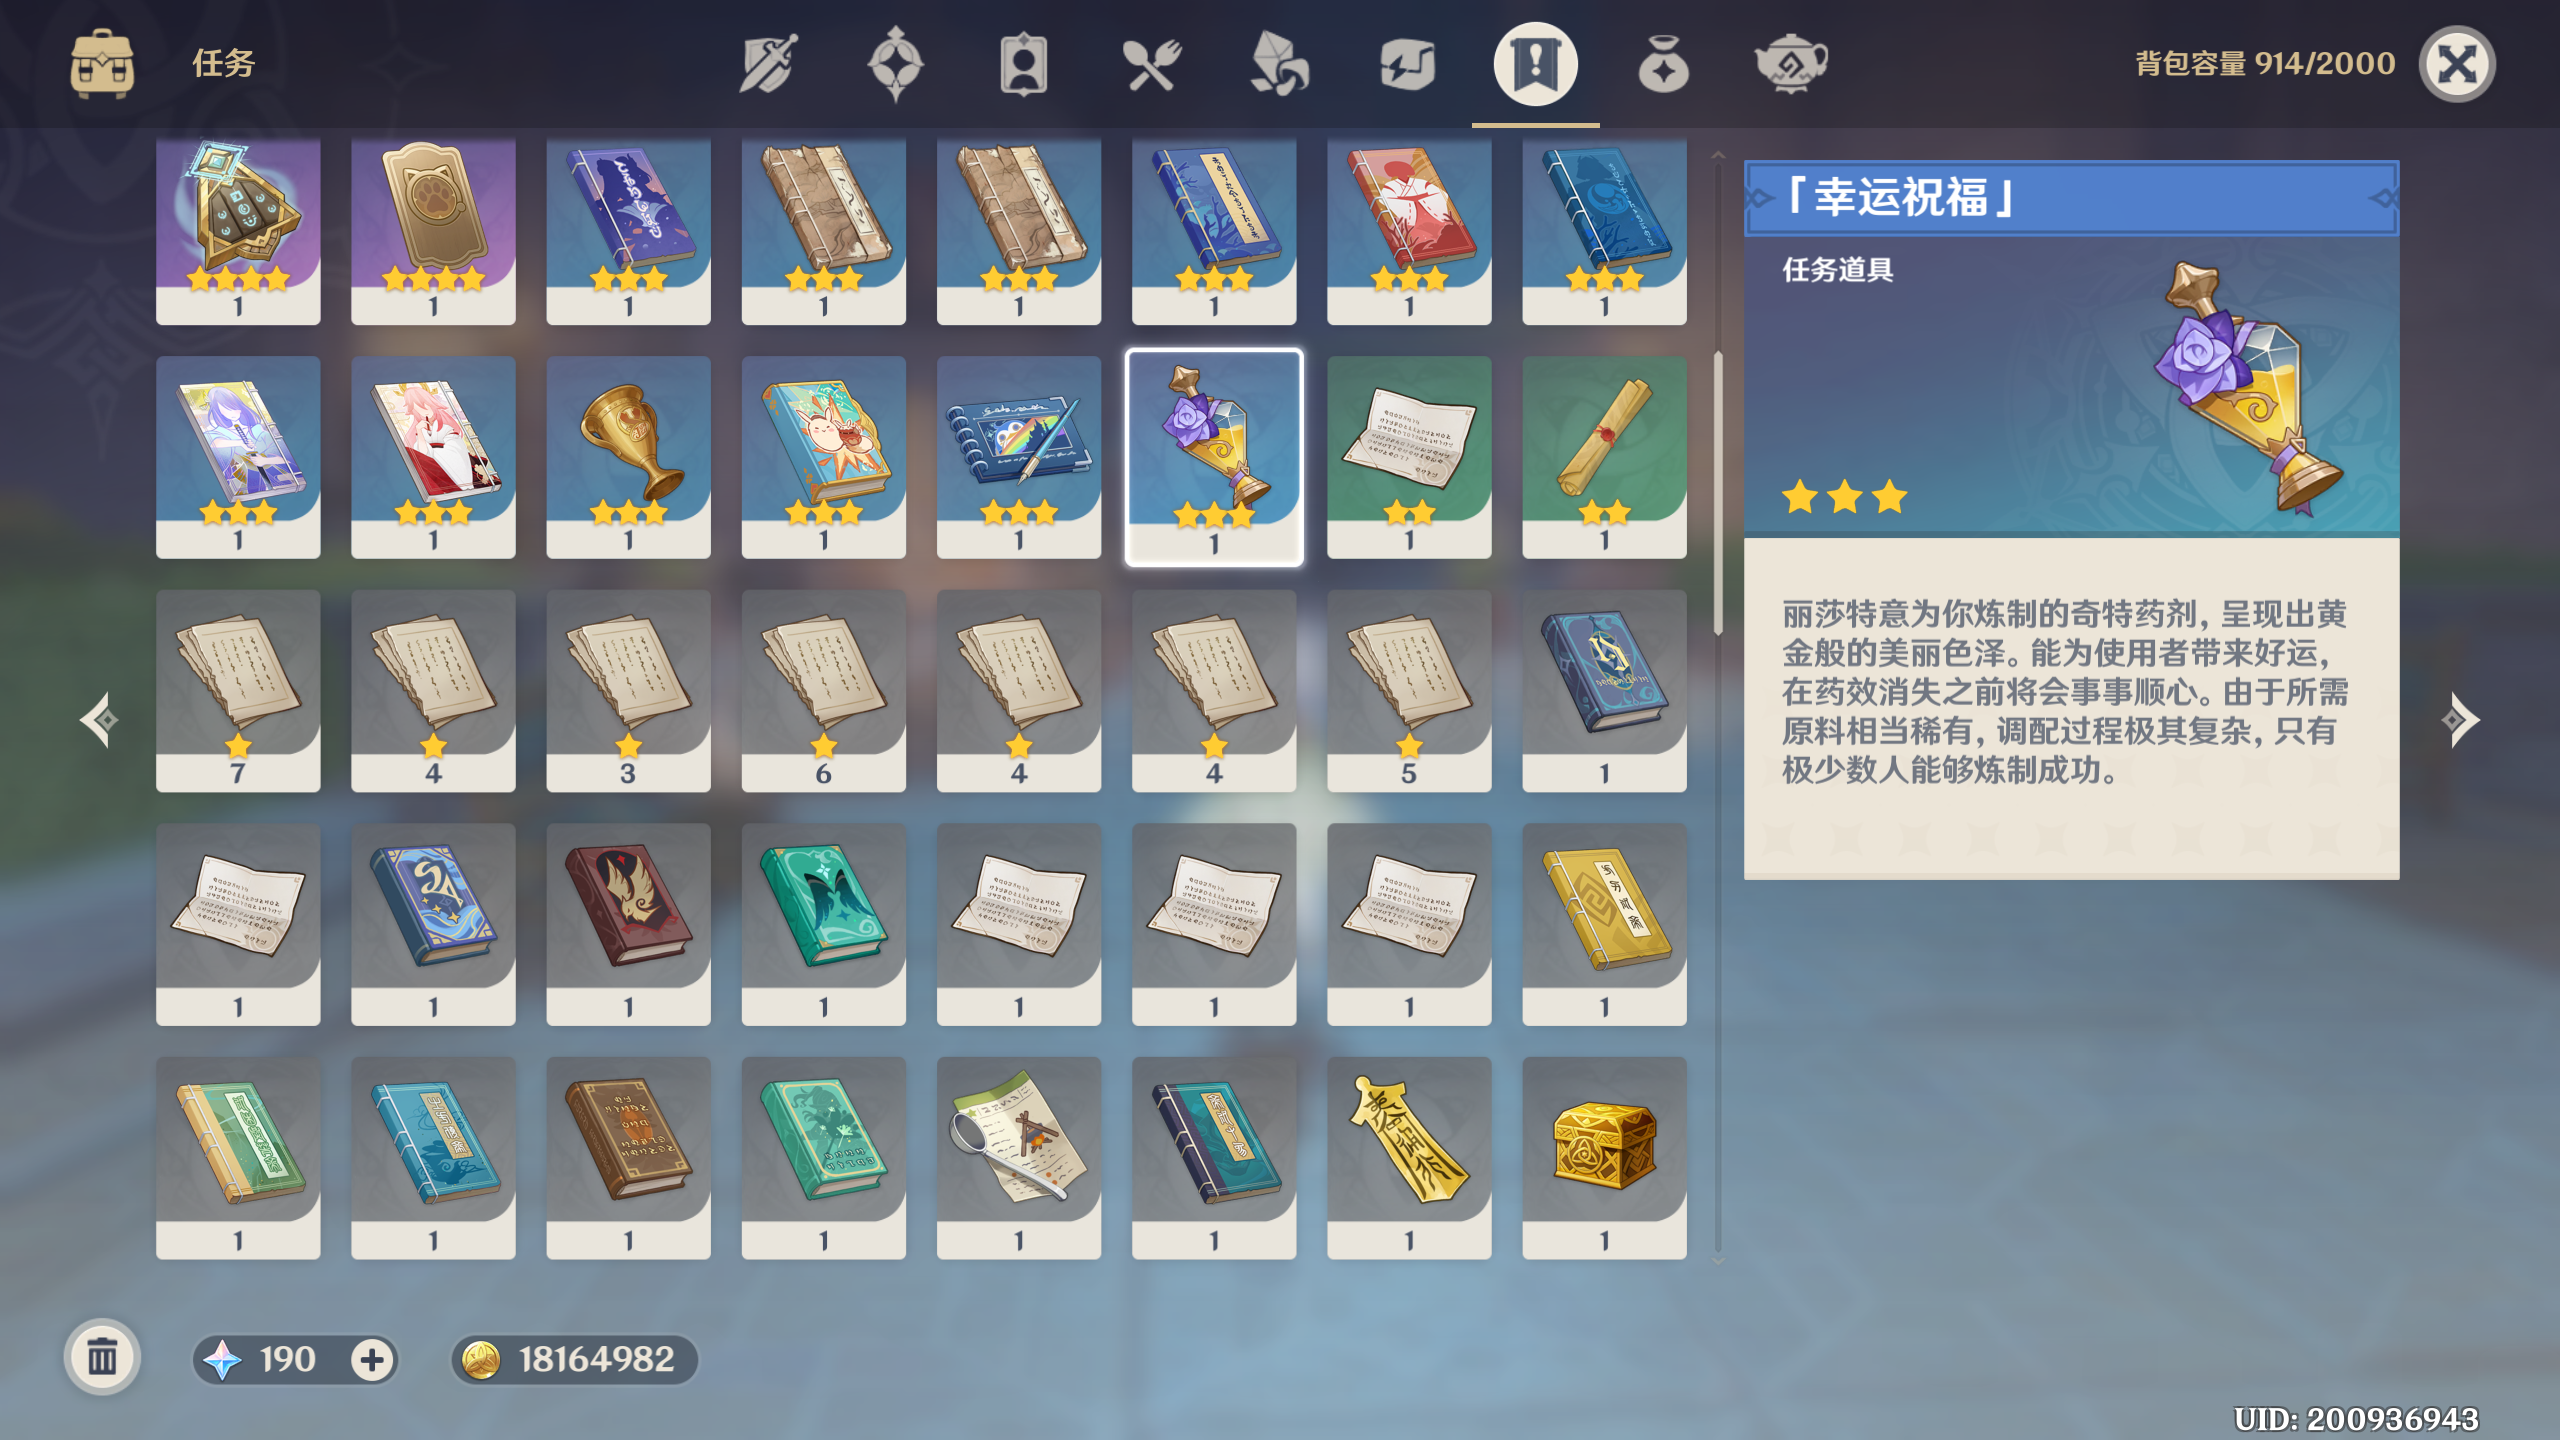 任务
背包容量 914/2000
1 1 1 1 1 1 1 1
1 1 1 1 1 1 1 1
7 4 3 6 4 4 5 1
1 1 1 1 1 1 1 1
1 1 1 1 1 1 1 1
「幸运祝福」
任务道具
丽莎特意为你炼制的奇特药剂，呈现出黄
金般的美丽色泽。能为使用者带来好运，
在药效消失之前将会事事顺心。由于所需
原料相当稀有，调配过程极其复杂，只有
极少数人能够炼制成功。
190
18164982
UID: 200936943